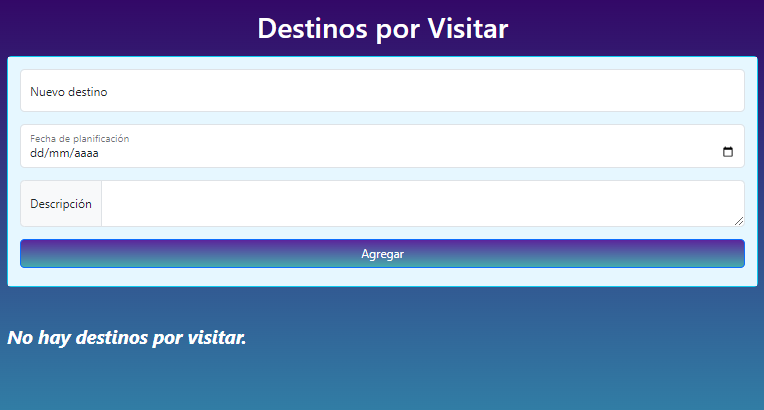 Destinos por Visitar
Nuevo destino
Fecha de planificación
dd/mm/aaaa
Descripción
Agregar
No hay destinos por visitar.